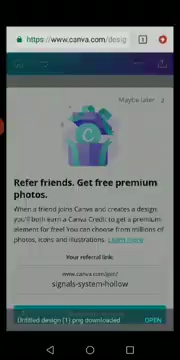 https://www.canva.com/desig
Maybe later
Refer friends. Get free premium
photos.
When a friend joins Canva and creates a design
you'll both earn a Canva Credit to get a premium
element for free! You can choose from millions of
photos, icons and illustrations. Learn more
Your referral link:
www.canva.com/join/
signals-system-hollow
Untitled design (1).png downloaded
OPEN